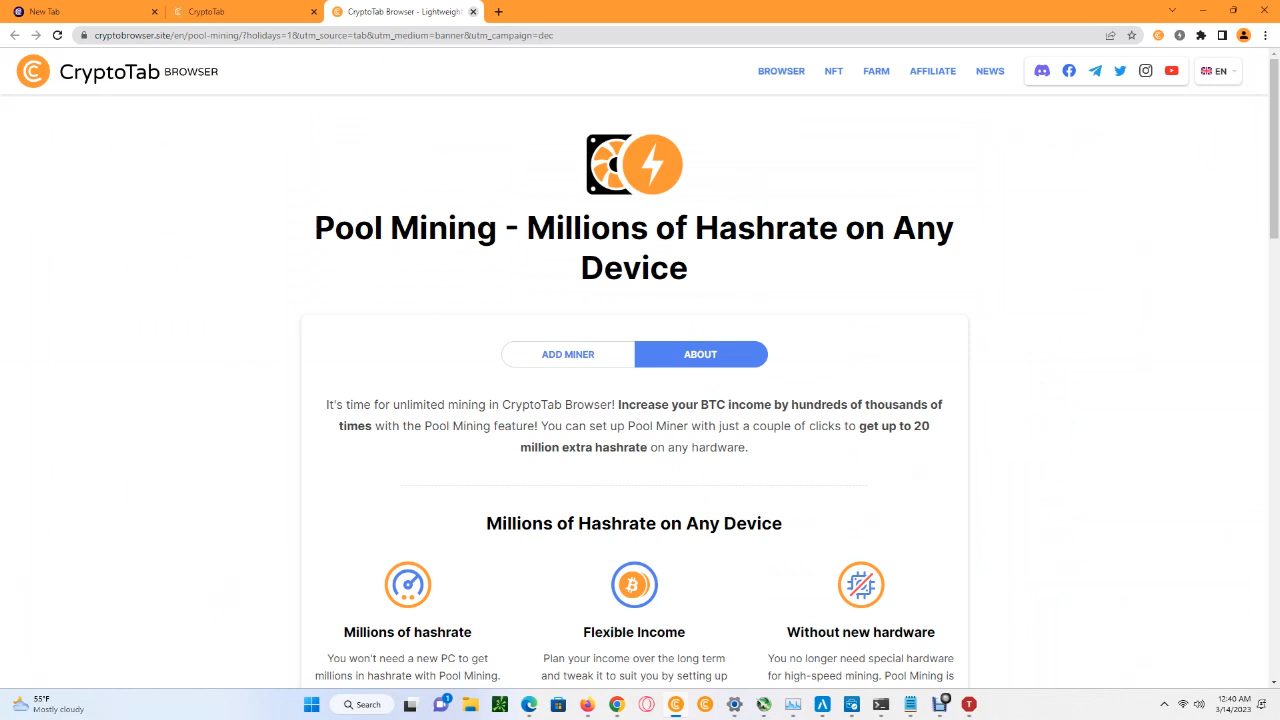 New Tab
CryptoTab
CryptoTab Browser - Lightweight
cryptobrowser.site/en/pool-mining/?holidays=1&utm_source=tab&utm_medium=banner&utm_campaign=dec
CryptoTab BROWSER
BROWSER NFT FARM AFFILIATE NEWS
EN
Pool Mining - Millions of Hashrate on Any
Device
ADD MINER ABOUT
It's time for unlimited mining in CryptoTab Browser! Increase your BTC income by hundreds of thousands of
times with the Pool Mining feature! You can set up Pool Miner with just a couple of clicks to get up to 20
million extra hashrate on any hardware.
Millions of Hashrate on Any Device
Millions of hashrate
You won't need a new PC to get
millions in hashrate with Pool Mining.
Flexible Income
Plan your income over the long term
and tweak it to suit you by setting up
Without new hardware
You no longer need special hardware
for high-speed mining. Pool Mining is
55°F
Mostly cloudy
Search
1
12:40 AM
3/14/2023